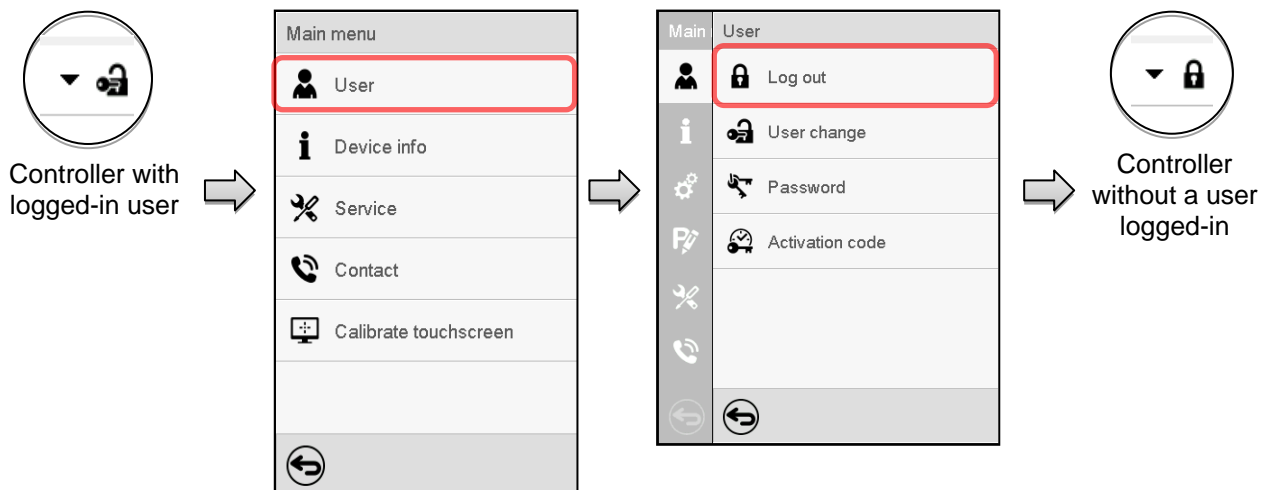 Controller with
logged-in user
Main menu
User
Device info
Service
Contact
Calibrate touchscreen
Main
User
Log out
User change
Password
Activation code
Controller
without a user
logged-in